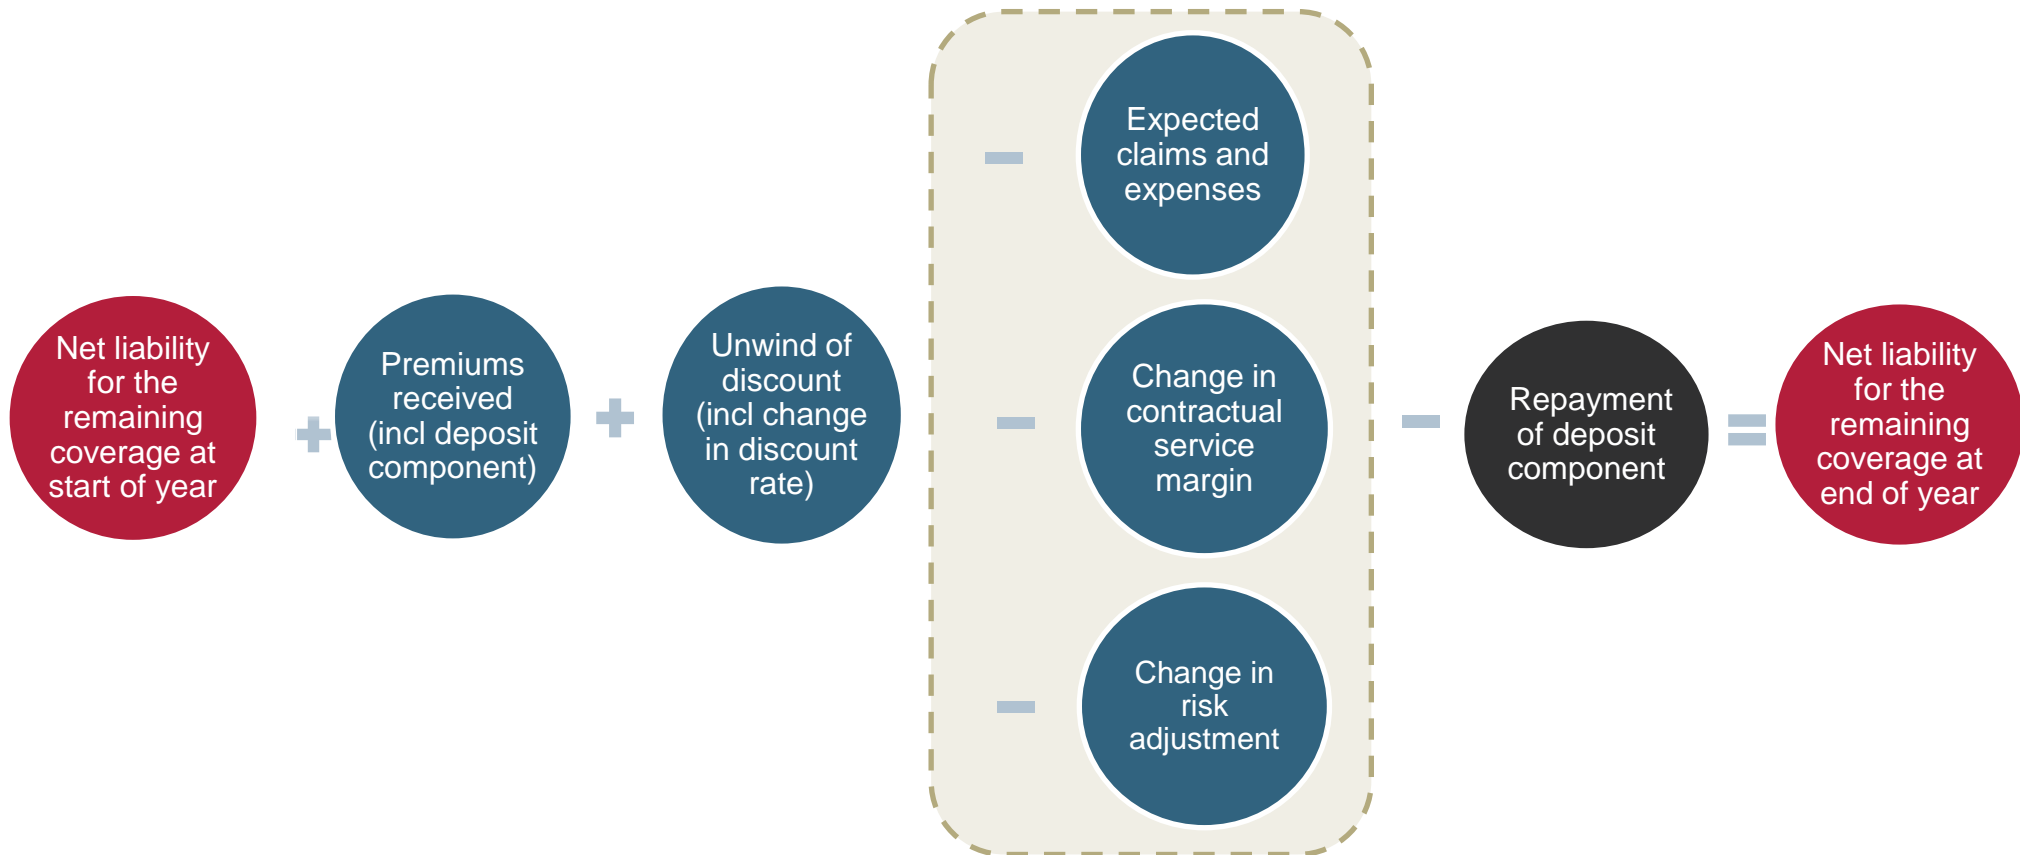 Net liability
for the
remaining
coverage at
start of year
+
Premiums
received
(incl deposit
component)
+
Unwind of
discount
(incl change
in discount
rate)
–
Expected
claims and
expenses
–
Change in
contractual
service
margin
–
Change in
risk
adjustment
–
Repayment
of deposit
component
=
Net liability
for the
remaining
coverage at
end of year